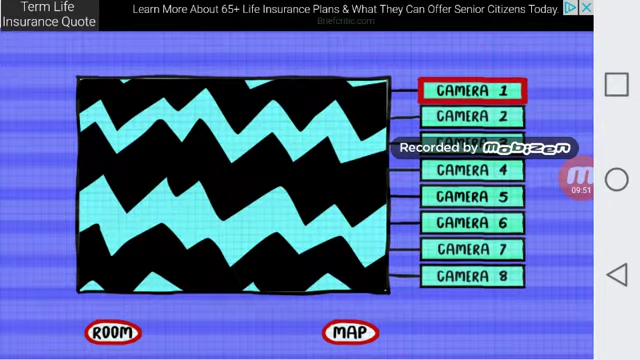 Term Life
Insurance Quote
Learn More About 65+ Life Insurance Plans & What They Can Offer Senior Citizens Today.
Briefcritic.com
CAMERA 1
CAMERA 2
Recorded by mobizen
CAMERA 4
09:51
CAMERA 5
CAMERA 6
CAMERA 7
CAMERA 8
ROOM
MAP